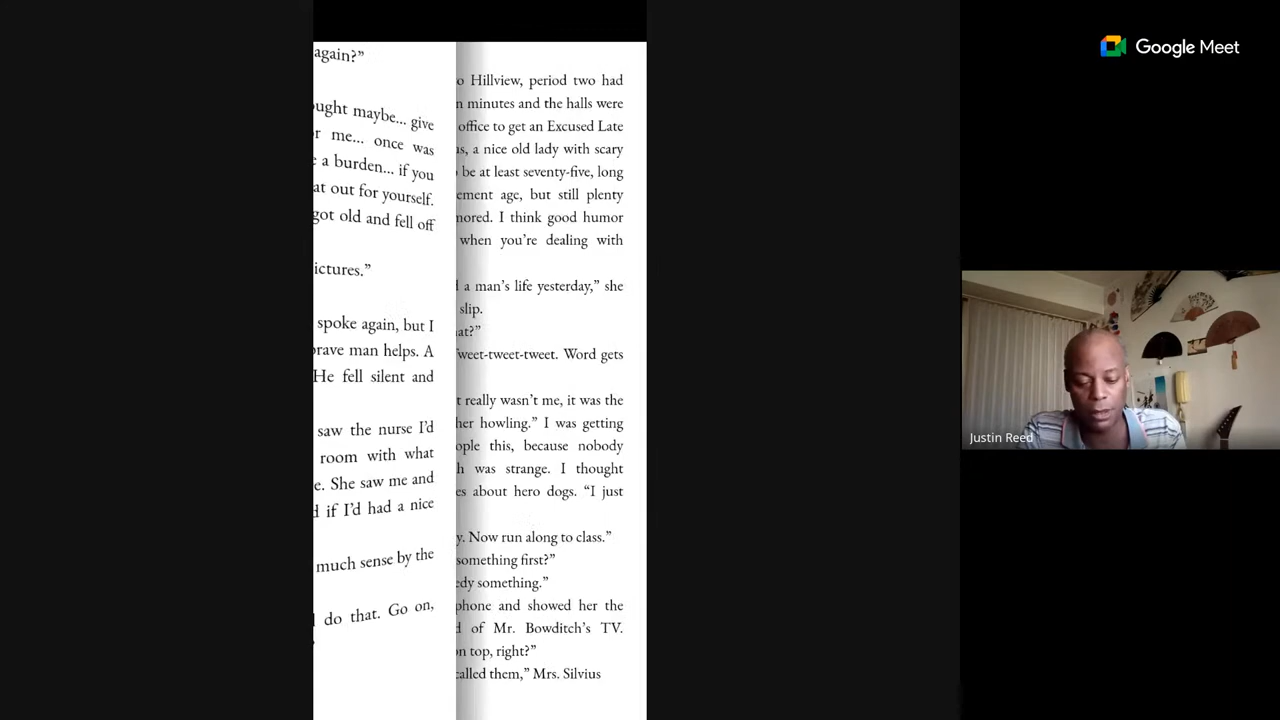 again?”
ught maybe... give
r me... once was
a burden... if you
at out for yourself.
got old and fell off
ictures.”
spoke again, but I
brave man helps. A
He fell silent and
saw the nurse I’d
room with what
e. She saw me and
if I’d had a nice
much sense by the
do that. Go on,
o Hillview, period two had
n minutes and the halls were
office to get an Excused Late
us, a nice old lady with scary
be at least seventy-five, long
ement age, but still plenty
mored. I think good humor
when you’re dealing with
a man’s life yesterday,” she
slip.
at?”
Tweet-tweet-tweet. Word gets
t really wasn’t me, it was the
her howling.” I was getting
ople this, because nobody
h was strange. I thought
es about hero dogs. “I just
y. Now run along to class.”
something first?”
edy something.”
phone and showed her the
d of Mr. Bowditch’s TV.
on top, right?”
called them,” Mrs. Silvius
Google Meet
Justin Reed